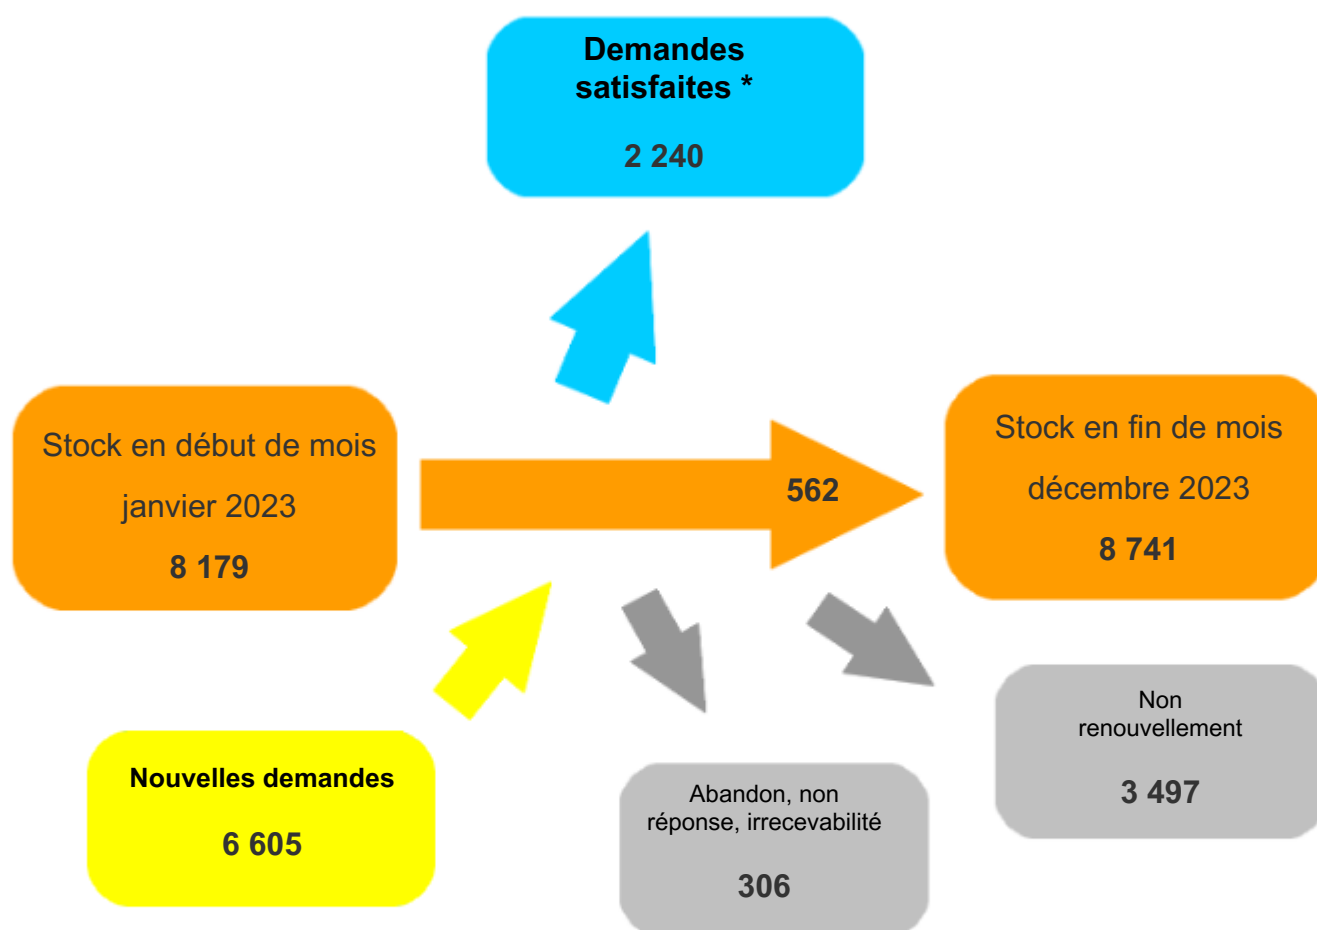 Demandes
satisfaites *
2 240
Stock en début de mois
janvier 2023
8 179
562
Stock en fin de mois
décembre 2023
8 741
Nouvelles demandes
6 605
Abandon, non
réponse, irrecevabilité
306
Non
renouvellement
3 497